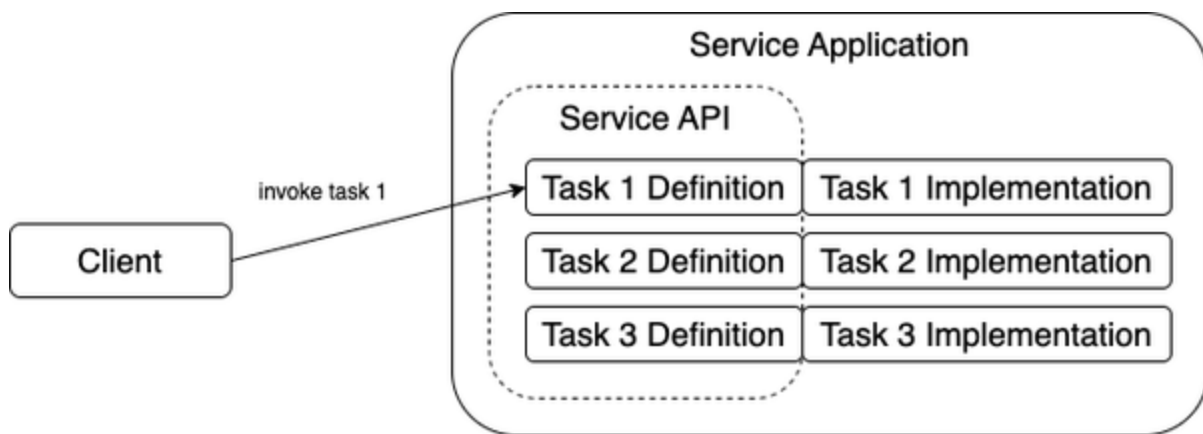 Service Application
Service API
invoke task 1
Task 1 Definition
Task 1 Implementation
Client
Task 2 Definition
Task 2 Implementation
Task 3 Definition
Task 3 Implementation